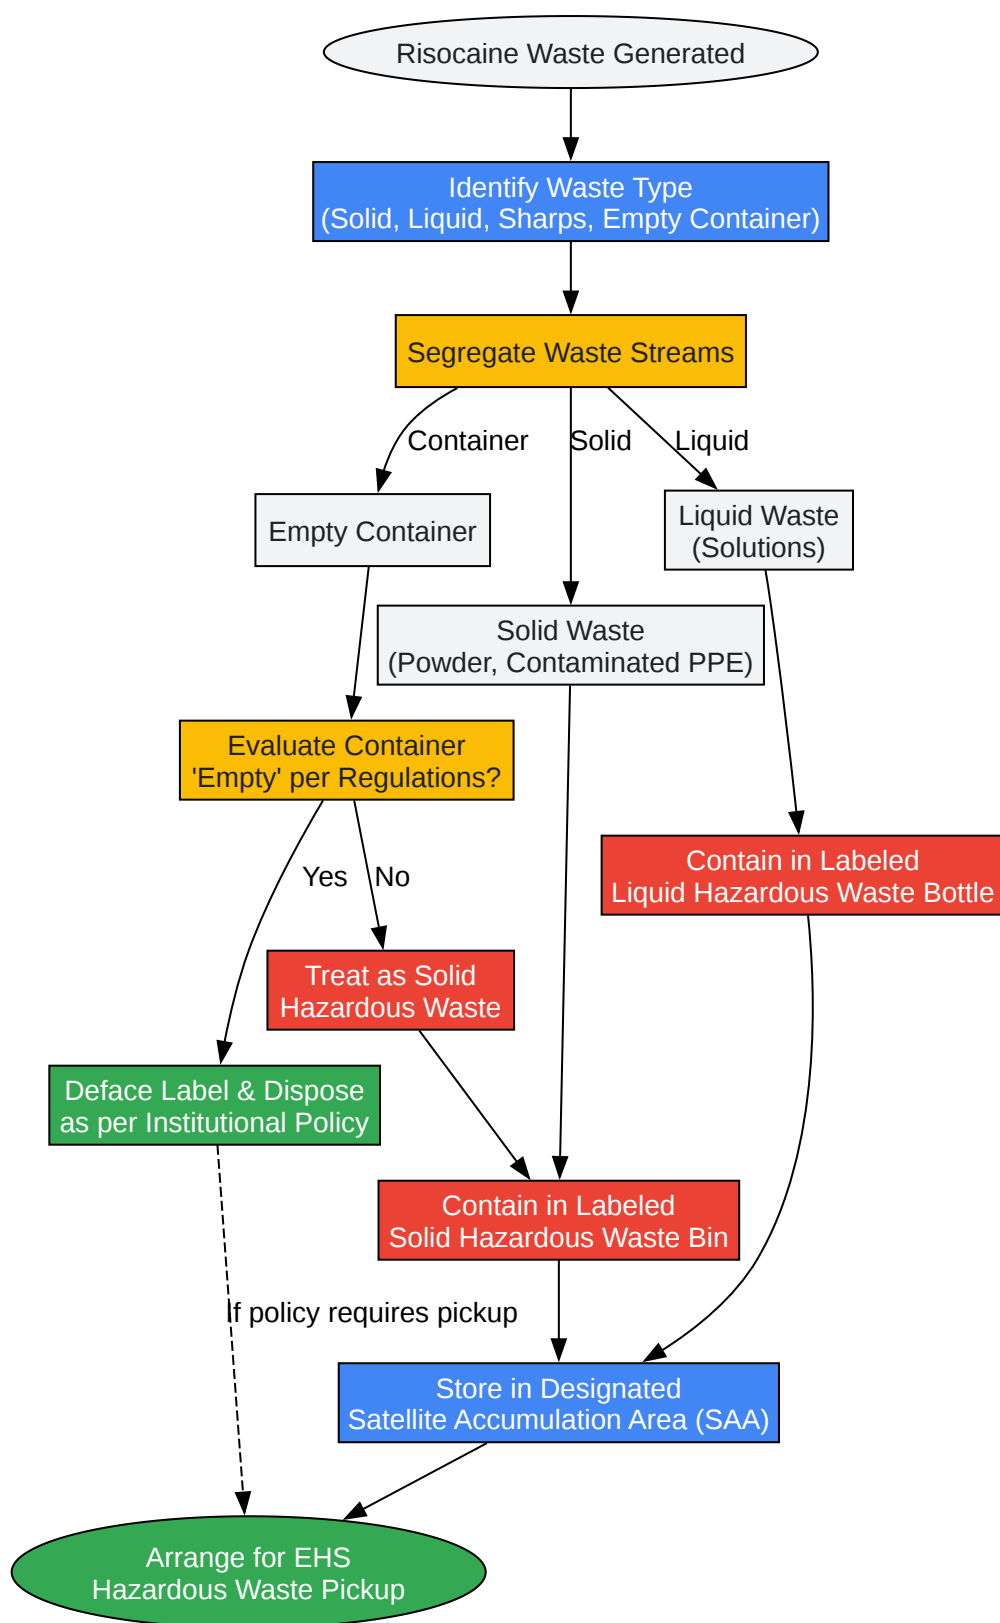 Risocaine Waste Generated
Identify Waste Type
(Solid, Liquid, Sharps, Empty Container)
Segregate Waste Streams
Container
Solid
Liquid
Empty Container
Liquid Waste
(Solutions)
Solid Waste
(Powder, Contaminated PPE)
Evaluate Container
'Empty' per Regulations?
Contain in Labeled
Liquid Hazardous Waste Bottle
Yes
No
Treat as Solid
Hazardous Waste
Deface Label & Dispose
as per Institutional Policy
Contain in Labeled
Solid Hazardous Waste Bin
If policy requires pickup
Store in Designated
Satellite Accumulation Area (SAA)
Arrange for EHS
Hazardous Waste Pickup